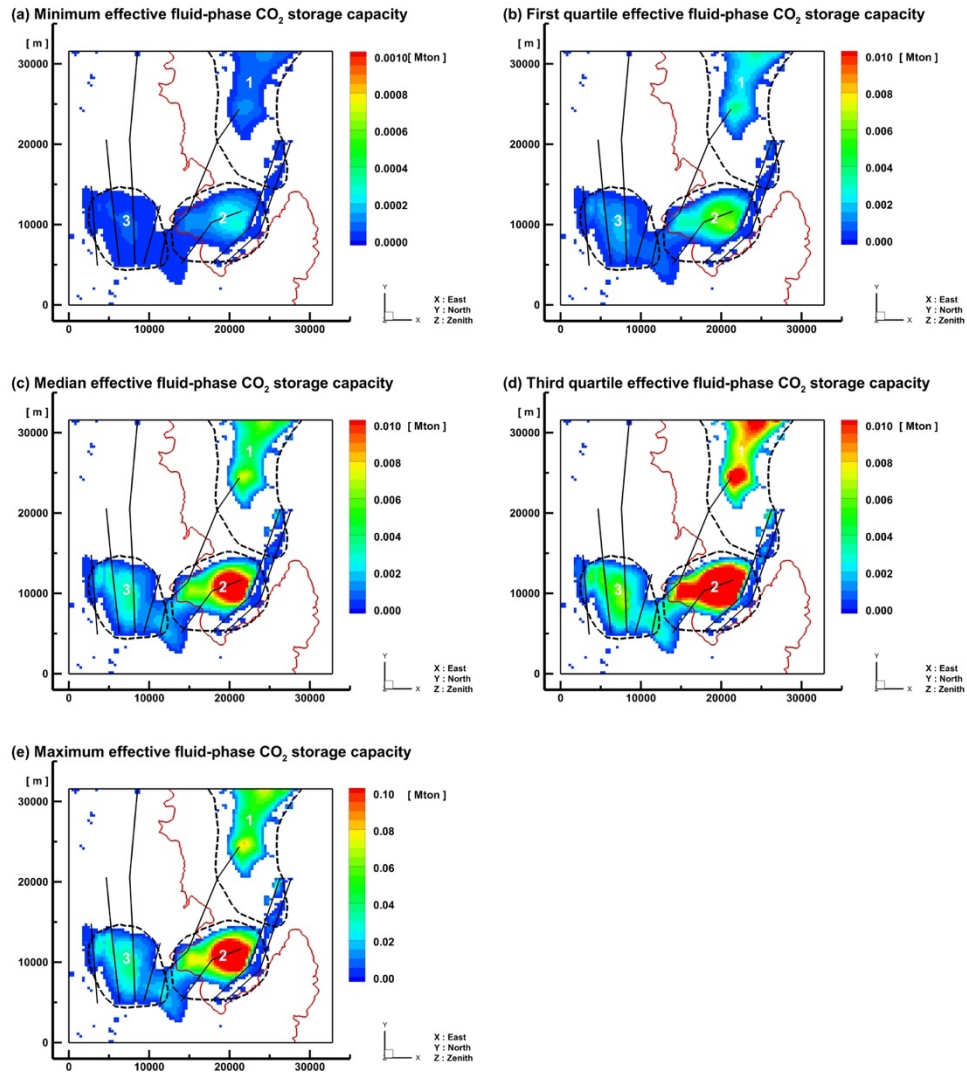 (a) Minimum effective fluid-phase CO2 storage capacity
[ m ]
30000
20000
10000
0
0 10000 20000 30000
1
2
3
0.0010 [Mton]
0.0008
0.0006
0.0004
0.0002
0.0000
Y
Z X
X : East
Y : North
Z : Zenith
(b) First quartile effective fluid-phase CO2 storage capacity
[ m ]
30000
20000
10000
0
0 10000 20000 30000
1
2
3
0.010 [ Mton ]
0.008
0.006
0.004
0.002
0.000
Y
Z X
X : East
Y : North
Z : Zenith
(c) Median effective fluid-phase CO2 storage capacity
[ m ]
30000
20000
10000
0
0 10000 20000 30000
1
2
3
0.010 [ Mton ]
0.008
0.006
0.004
0.002
0.000
Y
Z X
X : East
Y : North
Z : Zenith
(d) Third quartile effective fluid-phase CO2 storage capacity
[ m ]
30000
20000
10000
0
0 10000 20000 30000
1
2
3
0.010 [ Mton ]
0.008
0.006
0.004
0.002
0.000
Y
Z X
X : East
Y : North
Z : Zenith
(e) Maximum effective fluid-phase CO2 storage capacity
[ m ]
30000
20000
10000
0
0 10000 20000 30000
1
2
3
0.10 [ Mton ]
0.08
0.06
0.04
0.02
0.00
Y
Z X
X : East
Y : North
Z : Zenith